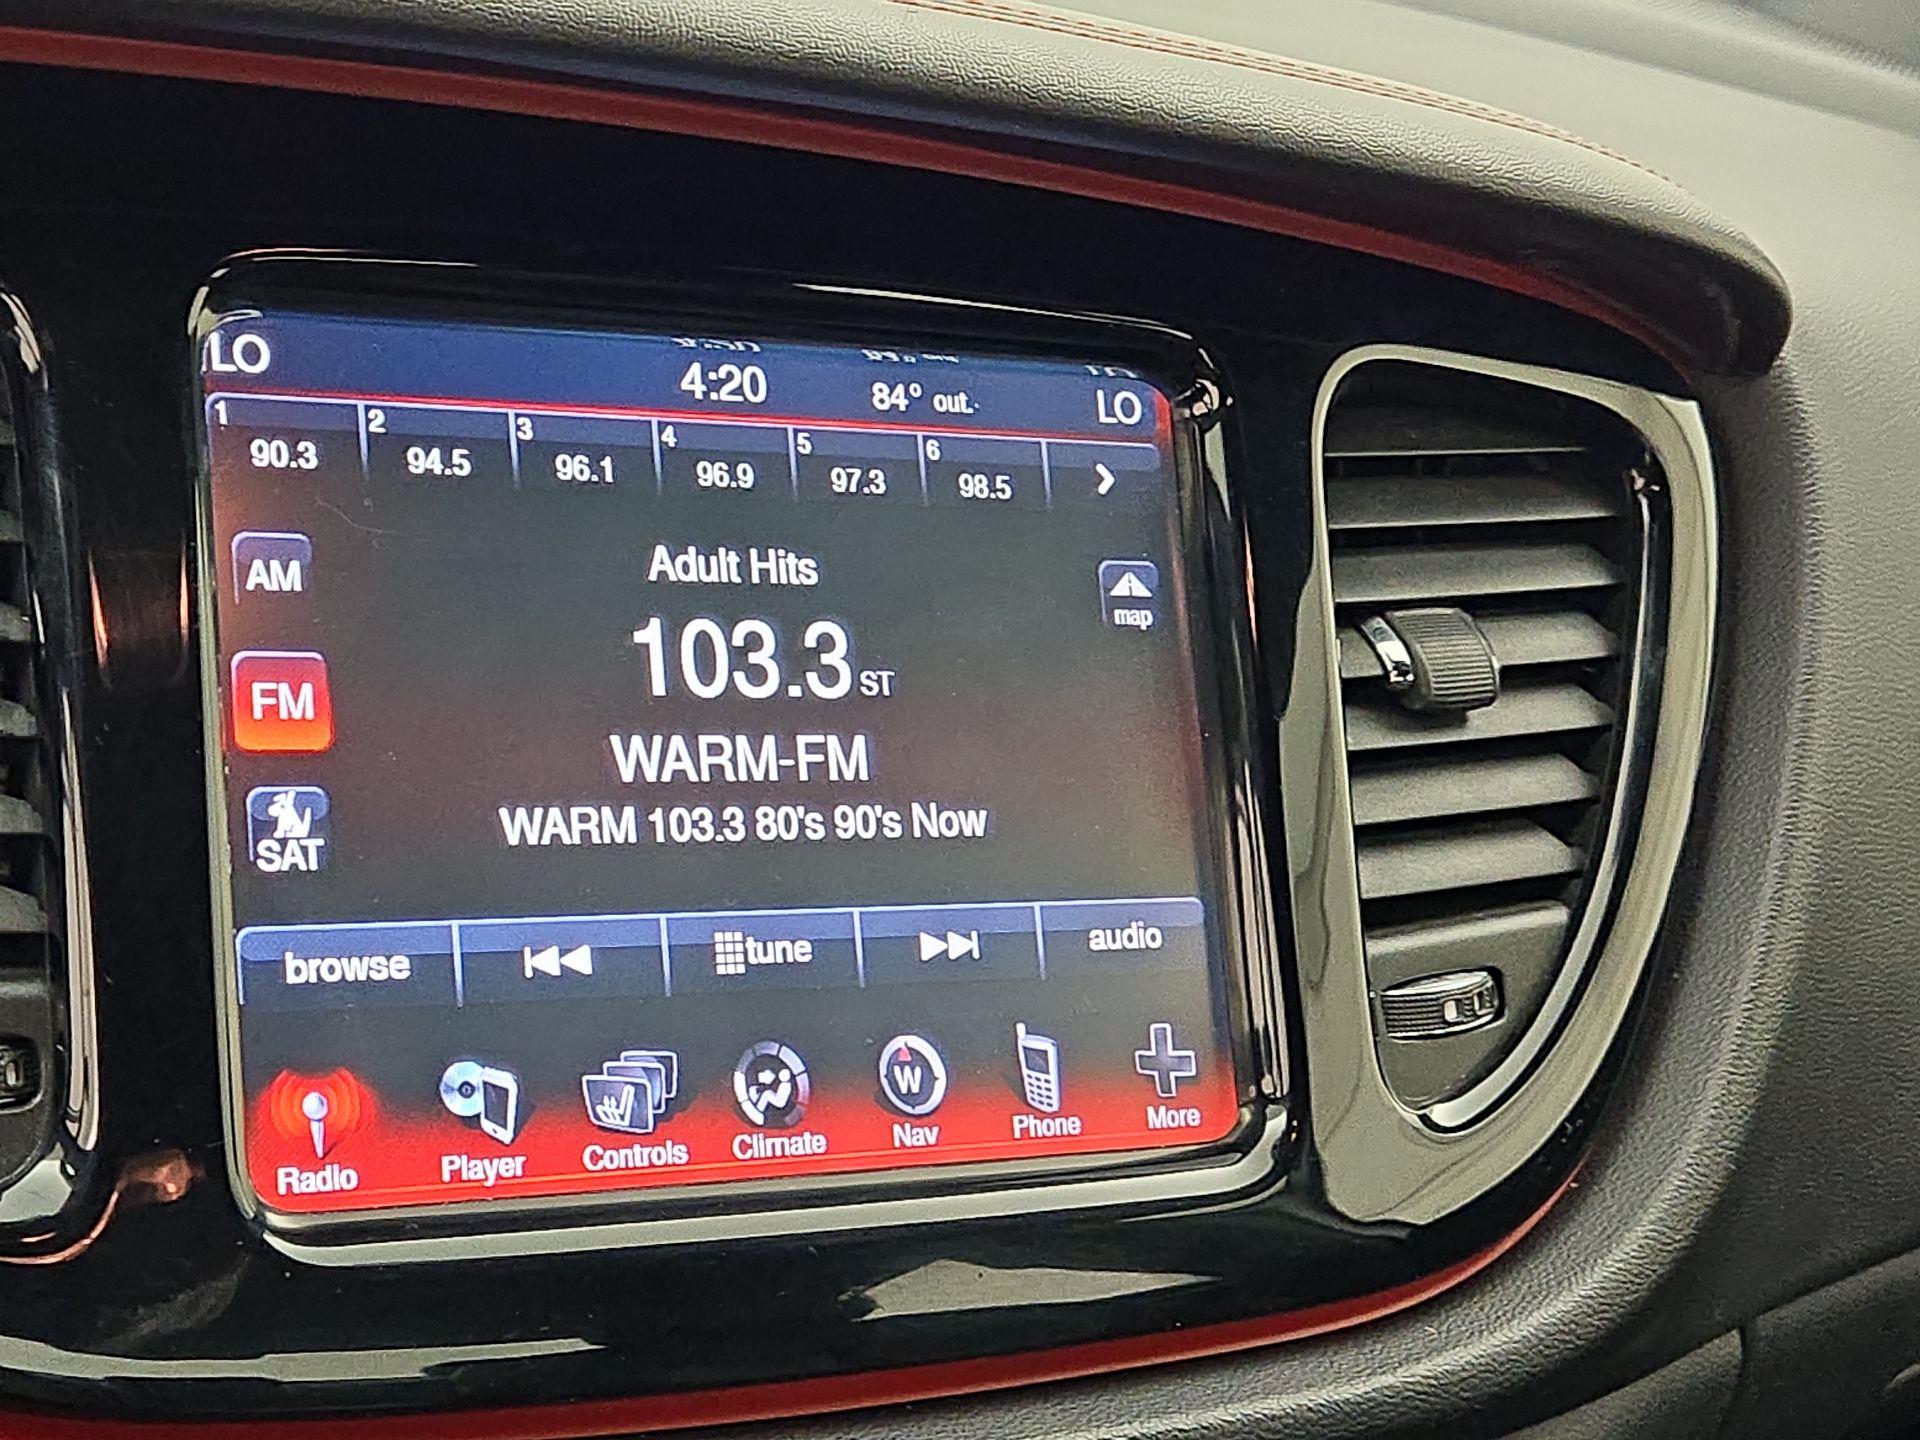 LO 4:20 84° out. LO
1 2 3 4 5 6
90.3 94.5 96.1 96.9 97.3 98.5
Adult Hits
AM
map
103.3 ST
FM
WARM-FM
WARM 103.3 80's 90's Now
SAT
browse tune audio
W
Radio Player Controls Climate Nav Phone More